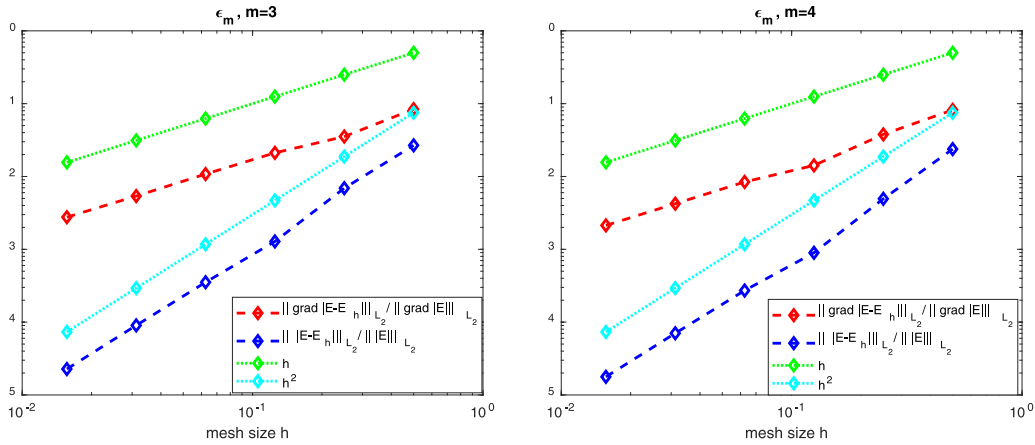 ϵm, m=3
0
1
2
3
4
5
10-2
10-1
100
mesh size h
|| grad |E-E h||| L2/ || grad |E||| L2
|| |E-E h||| L2/ || |E||| L2
h
h2
ϵm, m=4
0
1
2
3
4
5
10-2
10-1
100
mesh size h
|| grad |E-E h||| L2/ || grad |E||| L2
|| |E-E h||| L2/ || |E||| L2
h
h2